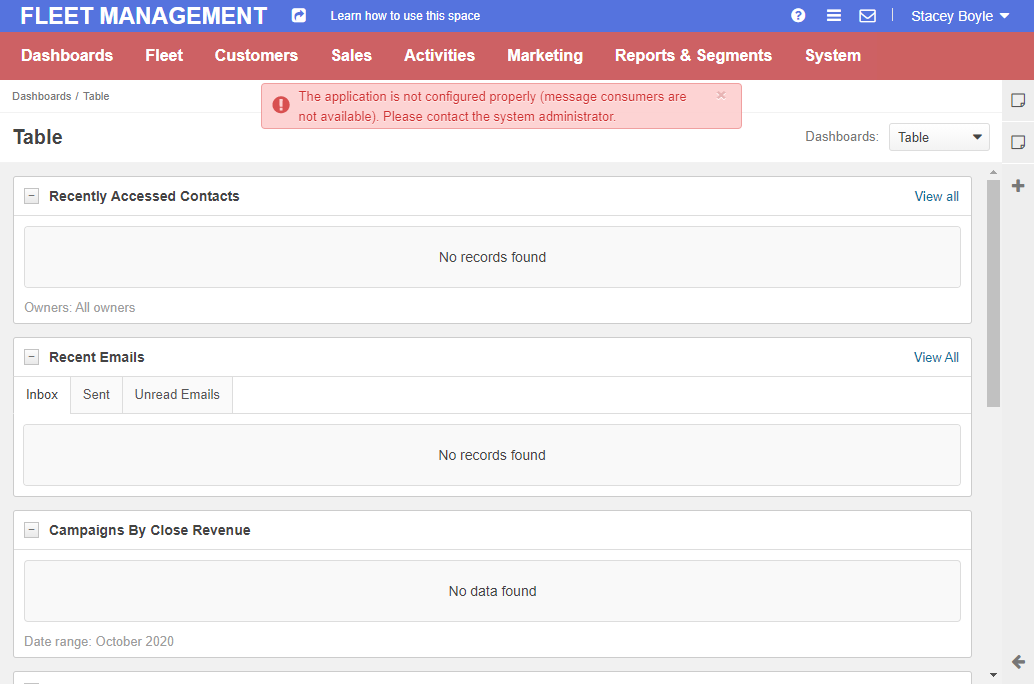 FLEET MANAGEMENT
Learn how to use this space
Stacey Boyle
Dashboards Fleet Customers Sales Activities Marketing Reports & Segments System
Dashboards / Table
The application is not configured properly (message consumers are
not available). Please contact the system administrator.
×
Table
Dashboards: Table
Recently Accessed Contacts View all
No records found
Owners: All owners
Recent Emails View All
Inbox Sent Unread Emails
No records found
Campaigns By Close Revenue
No data found
Date range: October 2020